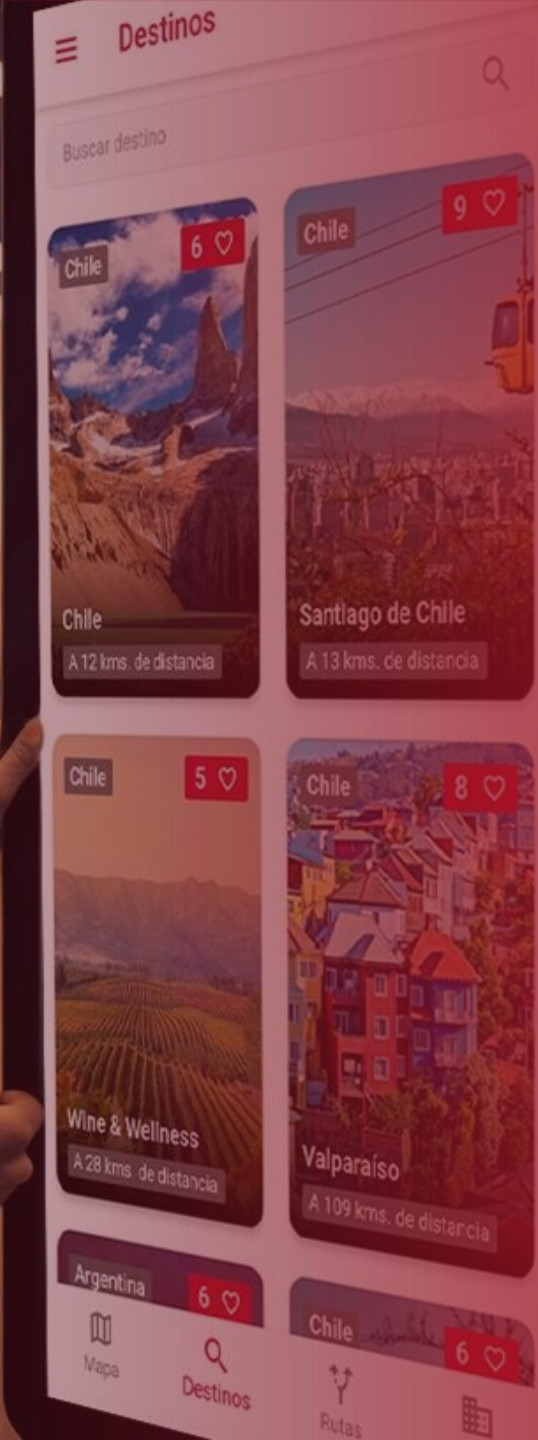 Destinos
Buscar destino
Chile
6
Chile
9
Chile
A 12 kms. de distancia
Santiago de Chile
A 13 kms. de distancia
Chile
5
Chile
8
Wine & Wellness
A 28 kms. de distancia
Valparaíso
A 109 kms. de distancia
Argentina
6
Chile
6
Mapa
Destinos
Rutas